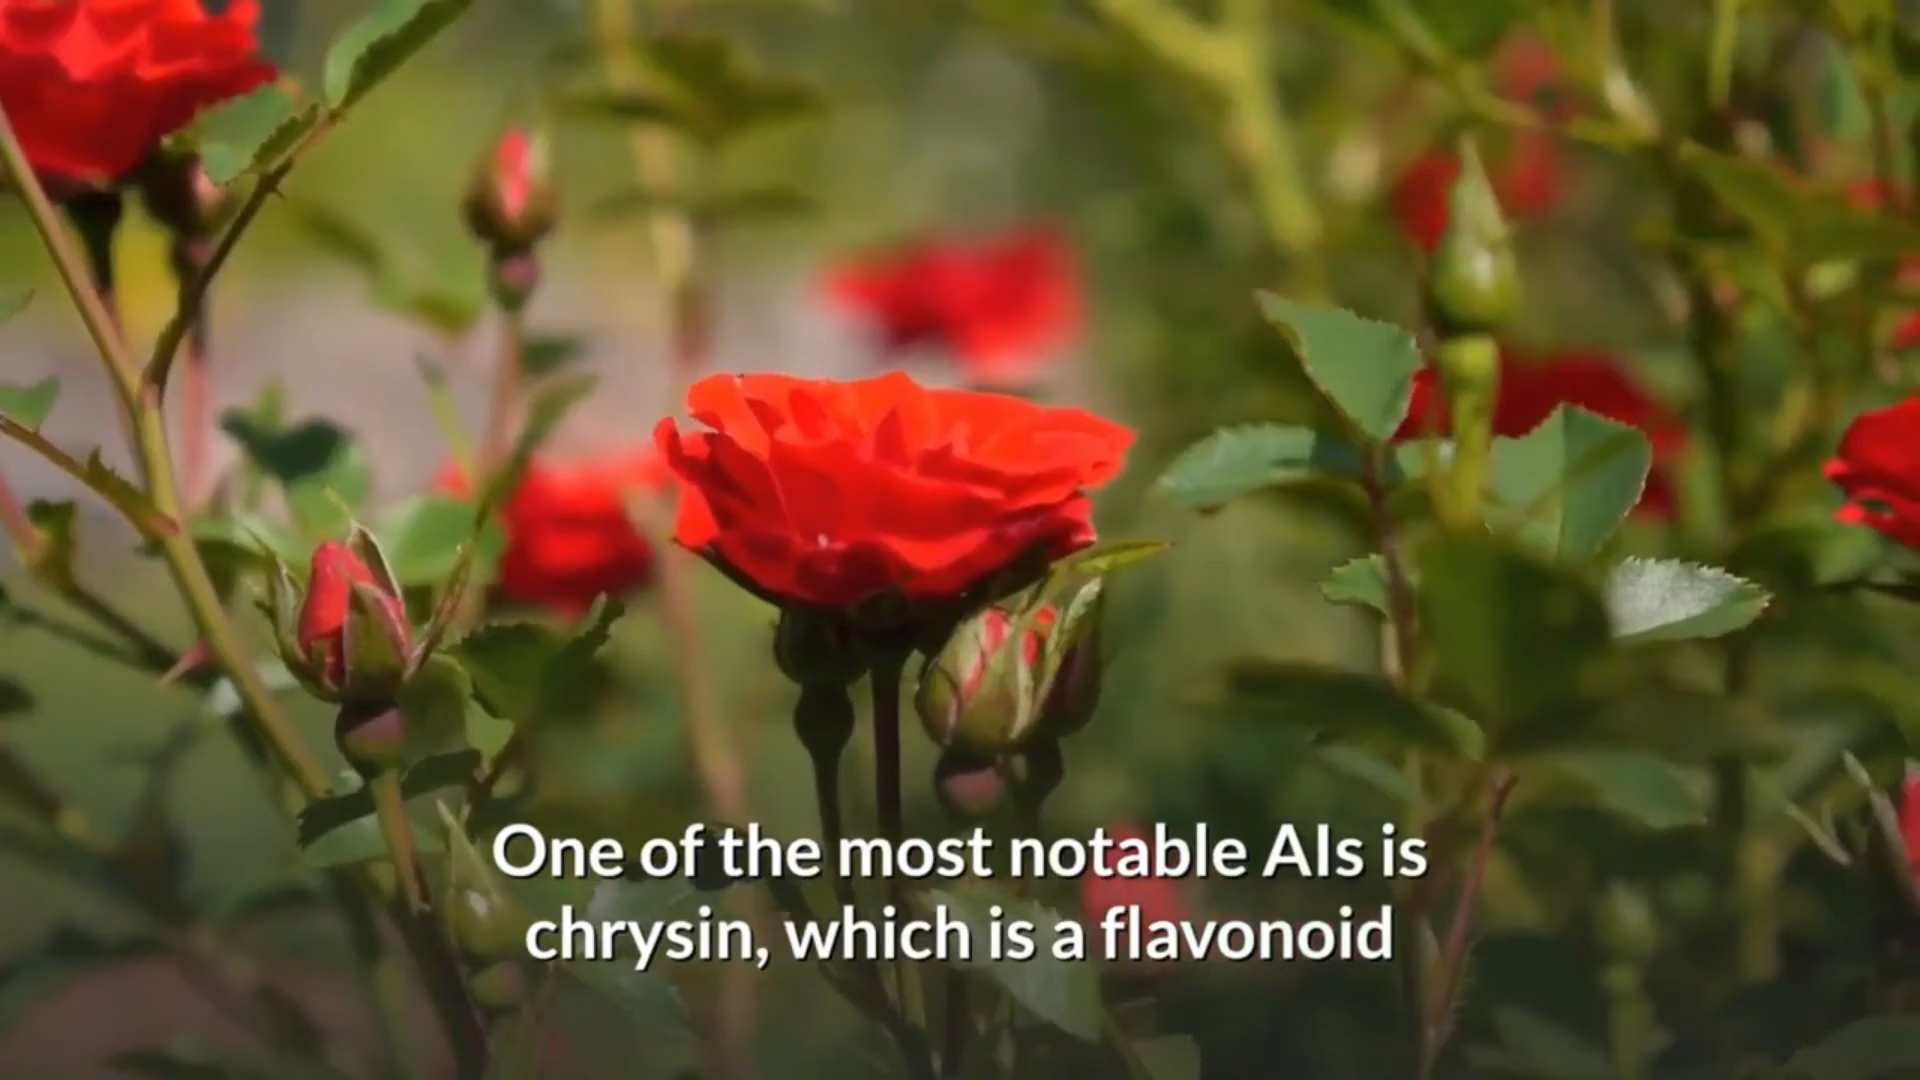 One of the most notable AIs is
chrysin, which is a flavonoid